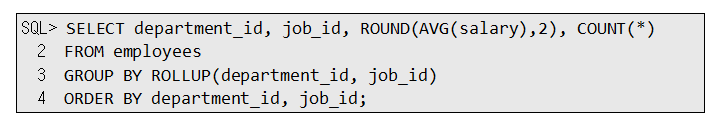 SQL> SELECT department_id, job_id, ROUND(AVG(salary),2), COUNT(*)
2 FROM employees
3 GROUP BY ROLLUP(department_id, job_id)
4 ORDER BY department_id, job_id;